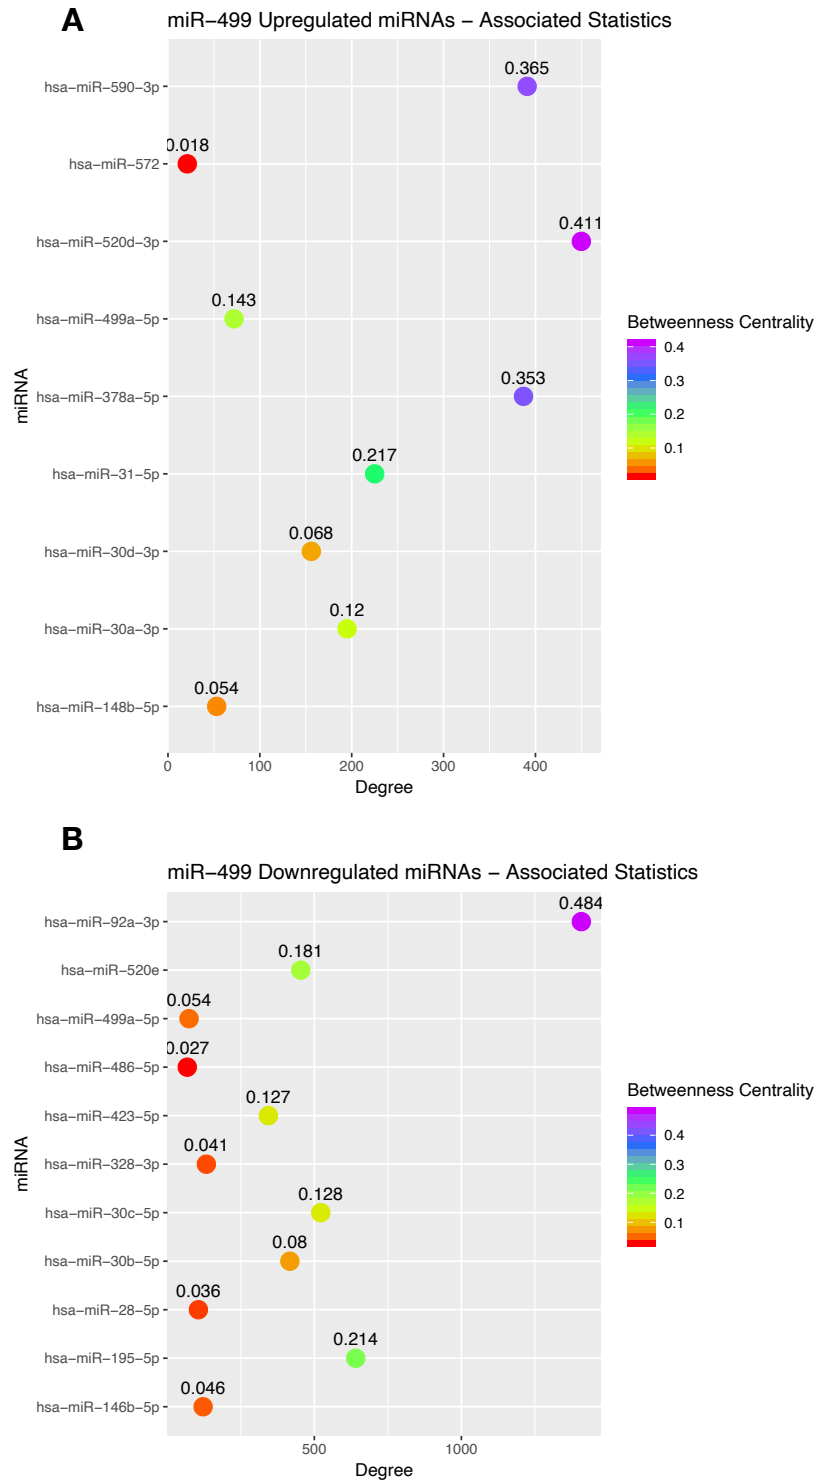 A
miR−499 Upregulated miRNAs − Associated Statistics
0.365
hsa−miR−590−3p
0.018
hsa−miR−572
0.411
hsa−miR−520d−3p
0.143
hsa−miR−499a−5p
0.353
hsa−miR−378a−5p
0.217
hsa−miR−31−5p
0.068
hsa−miR−30d−3p
0.12
hsa−miR−30a−3p
0.054
hsa−miR−148b−5p
miRNA
0 100 200 300 400
Degree
Betweenness Centrality
0.4
0.3
0.2
0.1
B
miR−499 Downregulated miRNAs − Associated Statistics
0.484
hsa−miR−92a−3p
0.181
hsa−miR−520e
0.054
hsa−miR−499a−5p
0.027
hsa−miR−486−5p
0.127
hsa−miR−423−5p
0.041
hsa−miR−328−3p
0.128
hsa−miR−30c−5p
0.08
hsa−miR−30b−5p
0.036
hsa−miR−28−5p
0.214
hsa−miR−195−5p
0.046
hsa−miR−146b−5p
miRNA
500 1000
Degree
Betweenness Centrality
0.4
0.3
0.2
0.1